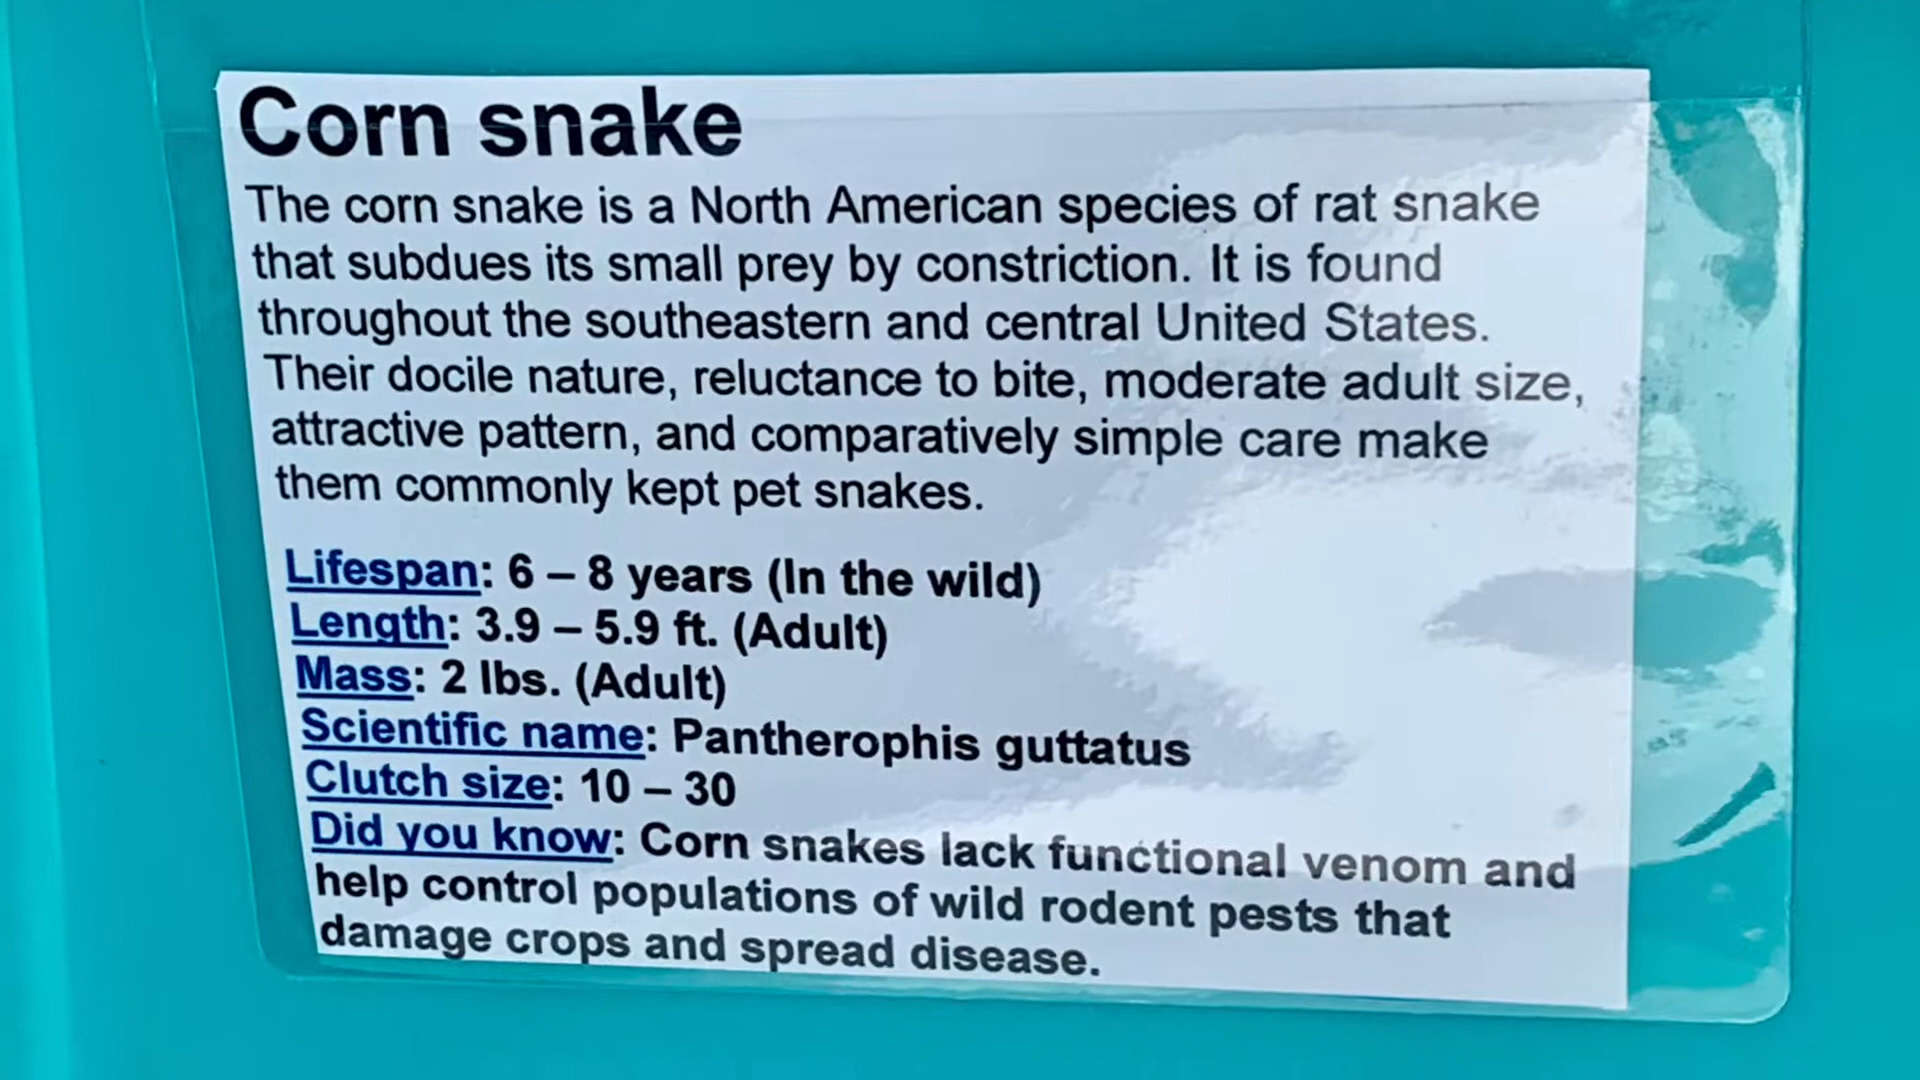 Corn snake
The corn snake is a North American species of rat snake
that subdues its small prey by constriction. It is found
throughout the southeastern and central United States.
Their docile nature, reluctance to bite, moderate adult size,
attractive pattern, and comparatively simple care make
them commonly kept pet snakes.
Lifespan: 6 – 8 years (In the wild)
Length: 3.9 – 5.9 ft. (Adult)
Mass: 2 lbs. (Adult)
Scientific name: Pantherophis guttatus
Clutch size: 10 – 30
Did you know: Corn snakes lack functional venom and
help control populations of wild rodent pests that
damage crops and spread disease.